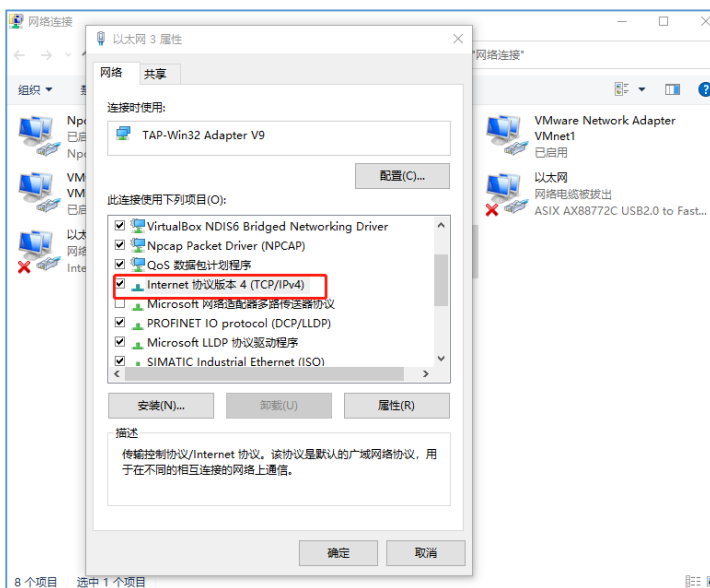 网络连接
以太网 3 属性
"网络连接"
网络
共享
组织
连接时使用:
TAP-Win32 Adapter V9
配置(C)...
此连接使用下列项目(O):
VirtualBox NDIS6 Bridged Networking Driver
Npcap Packet Driver (NPCAP)
QoS 数据包计划程序
Internet 协议版本 4 (TCP/IPv4)
Microsoft 网络适配器多路传送器协议
PROFINET IO protocol (DCP/LLDP)
Microsoft LLDP 协议驱动程序
SIMATIC Industrial Ethernet (ISO)
安装(N)...
卸载(U)
属性(R)
描述
传输控制协议/Internet 协议。该协议是默认的广域网络协议，用
于在不同的相互连接的网络上通信。
确定
取消
VMware Network Adapter
VMnet1
已启用
以太网
网络电缆被拔出
ASIX AX88772C USB2.0 to Fast...
8 个项目
选中 1 个项目